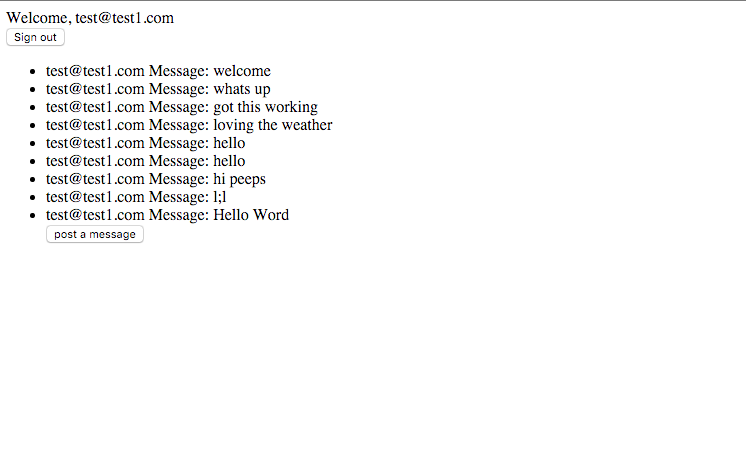 Welcome, test@test1.com
Sign out
test@test1.com Message: welcome
test@test1.com Message: whats up
test@test1.com Message: got this working
test@test1.com Message: loving the weather
test@test1.com Message: hello
test@test1.com Message: hello
test@test1.com Message: hi peeps
test@test1.com Message: l;l
test@test1.com Message: Hello Word
post a message